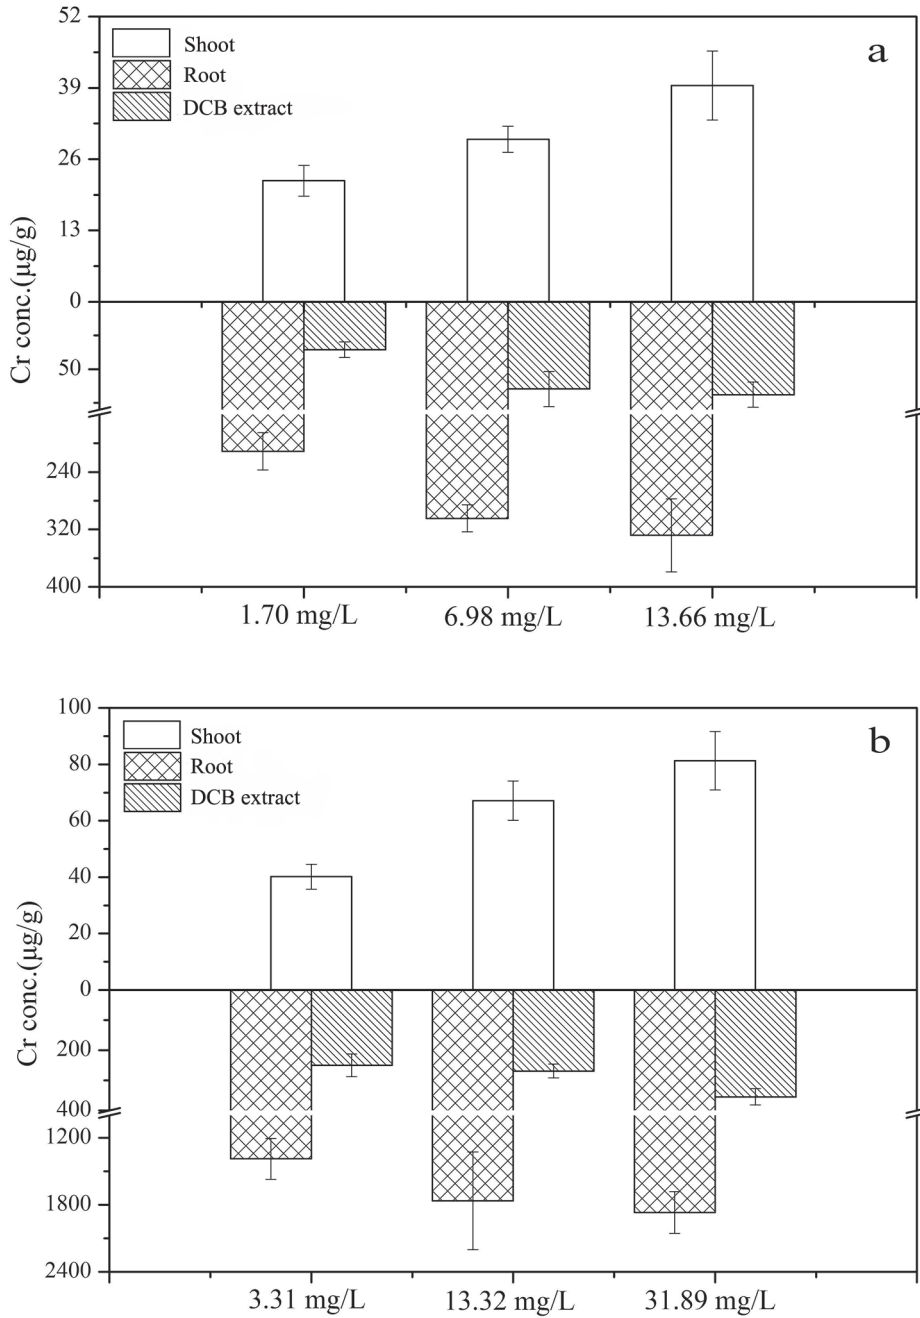 52
39
26
13
0
50
240
320
400
Cr conc.(μg/g)
Shoot
Root
DCB extract
a
1.70 mg/L
6.98 mg/L
13.66 mg/L
100
80
60
40
20
0
200
400
1200
1800
2400
Cr conc.(μg/g)
Shoot
Root
DCB extract
b
3.31 mg/L
13.32 mg/L
31.89 mg/L